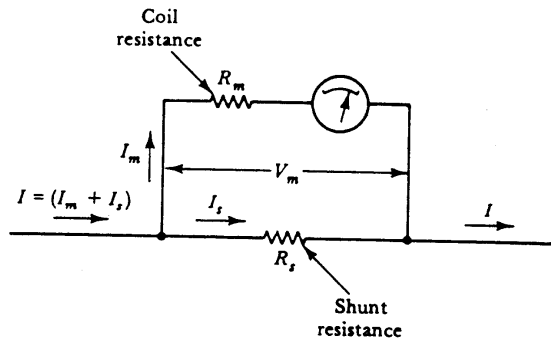 Coil
resistance
R_m
I_m
V_m
I = (I_m + I_s)
I_s
I
R_s
Shunt
resistance